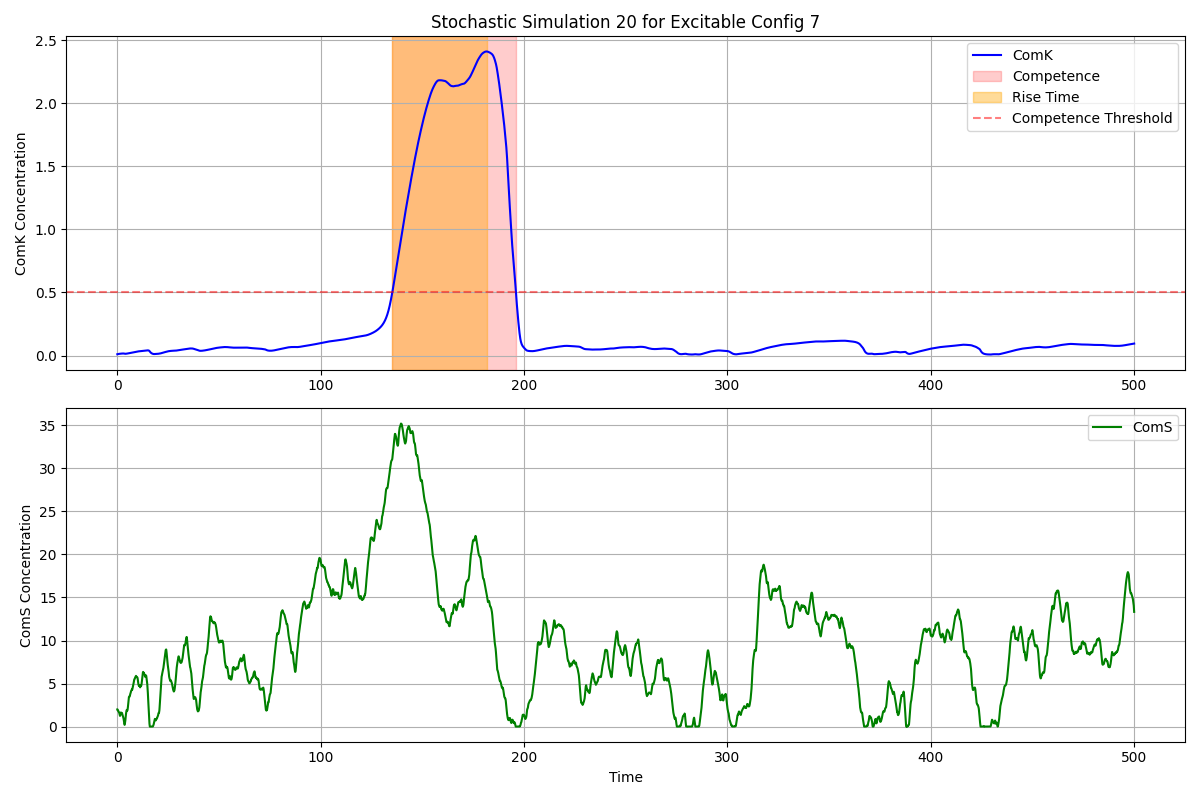 Stochastic Simulation 20 for Excitable Config 7
ComK Concentration
2.5
2.0
1.5
1.0
0.5
0.0
ComK
Competence
Rise Time
Competence Threshold
0 100 200 300 400 500
ComS Concentration
35
30
25
20
15
10
5
0
ComS
0 100 200 300 400 500
Time